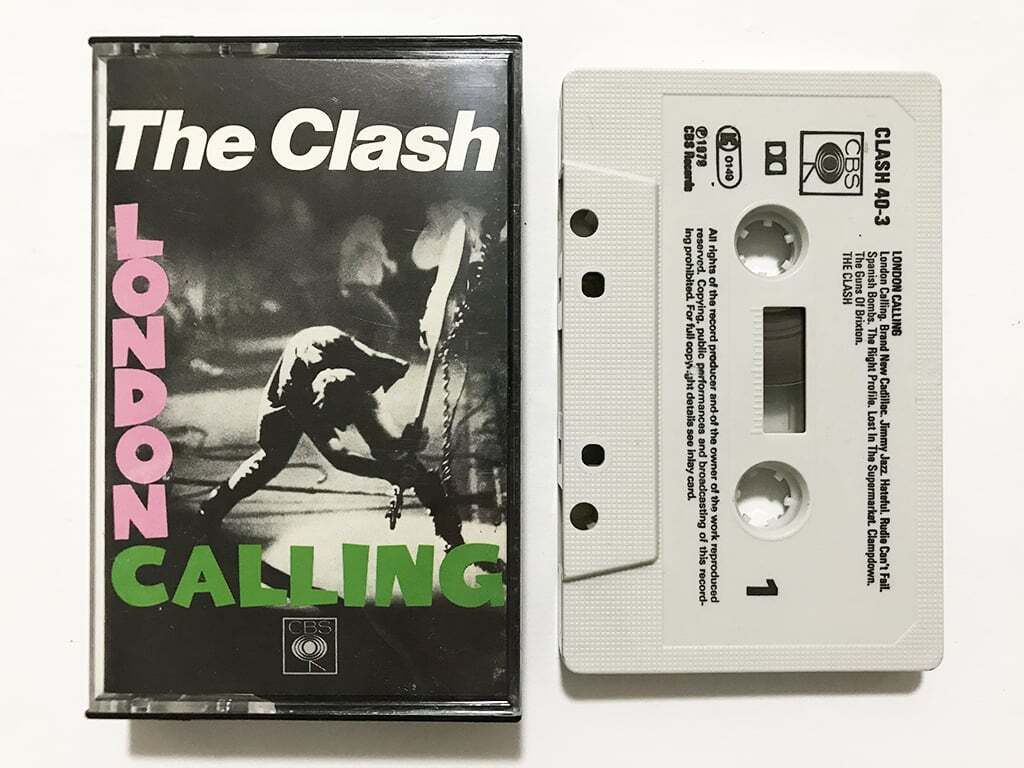 The Clash
LONDON
CALLING
CBS
CBS
CLASH 40-3
K 0149
℗1979
CBS Records
LONDON CALLING
London Calling. Brand New Cadillac. Jimmy Jazz. Hateful. Rudie Can't Fail.
Spanish Bombs. The Right Profile. Lost In The Supermarket. Clampdown.
The Guns Of Brixton.
THE CLASH
All rights of the record producer and of the owner of the work reproduced
reserved. Copying, public performances and broadcasting of this record-
ing prohibited. For full copyright details see inlay card.
1